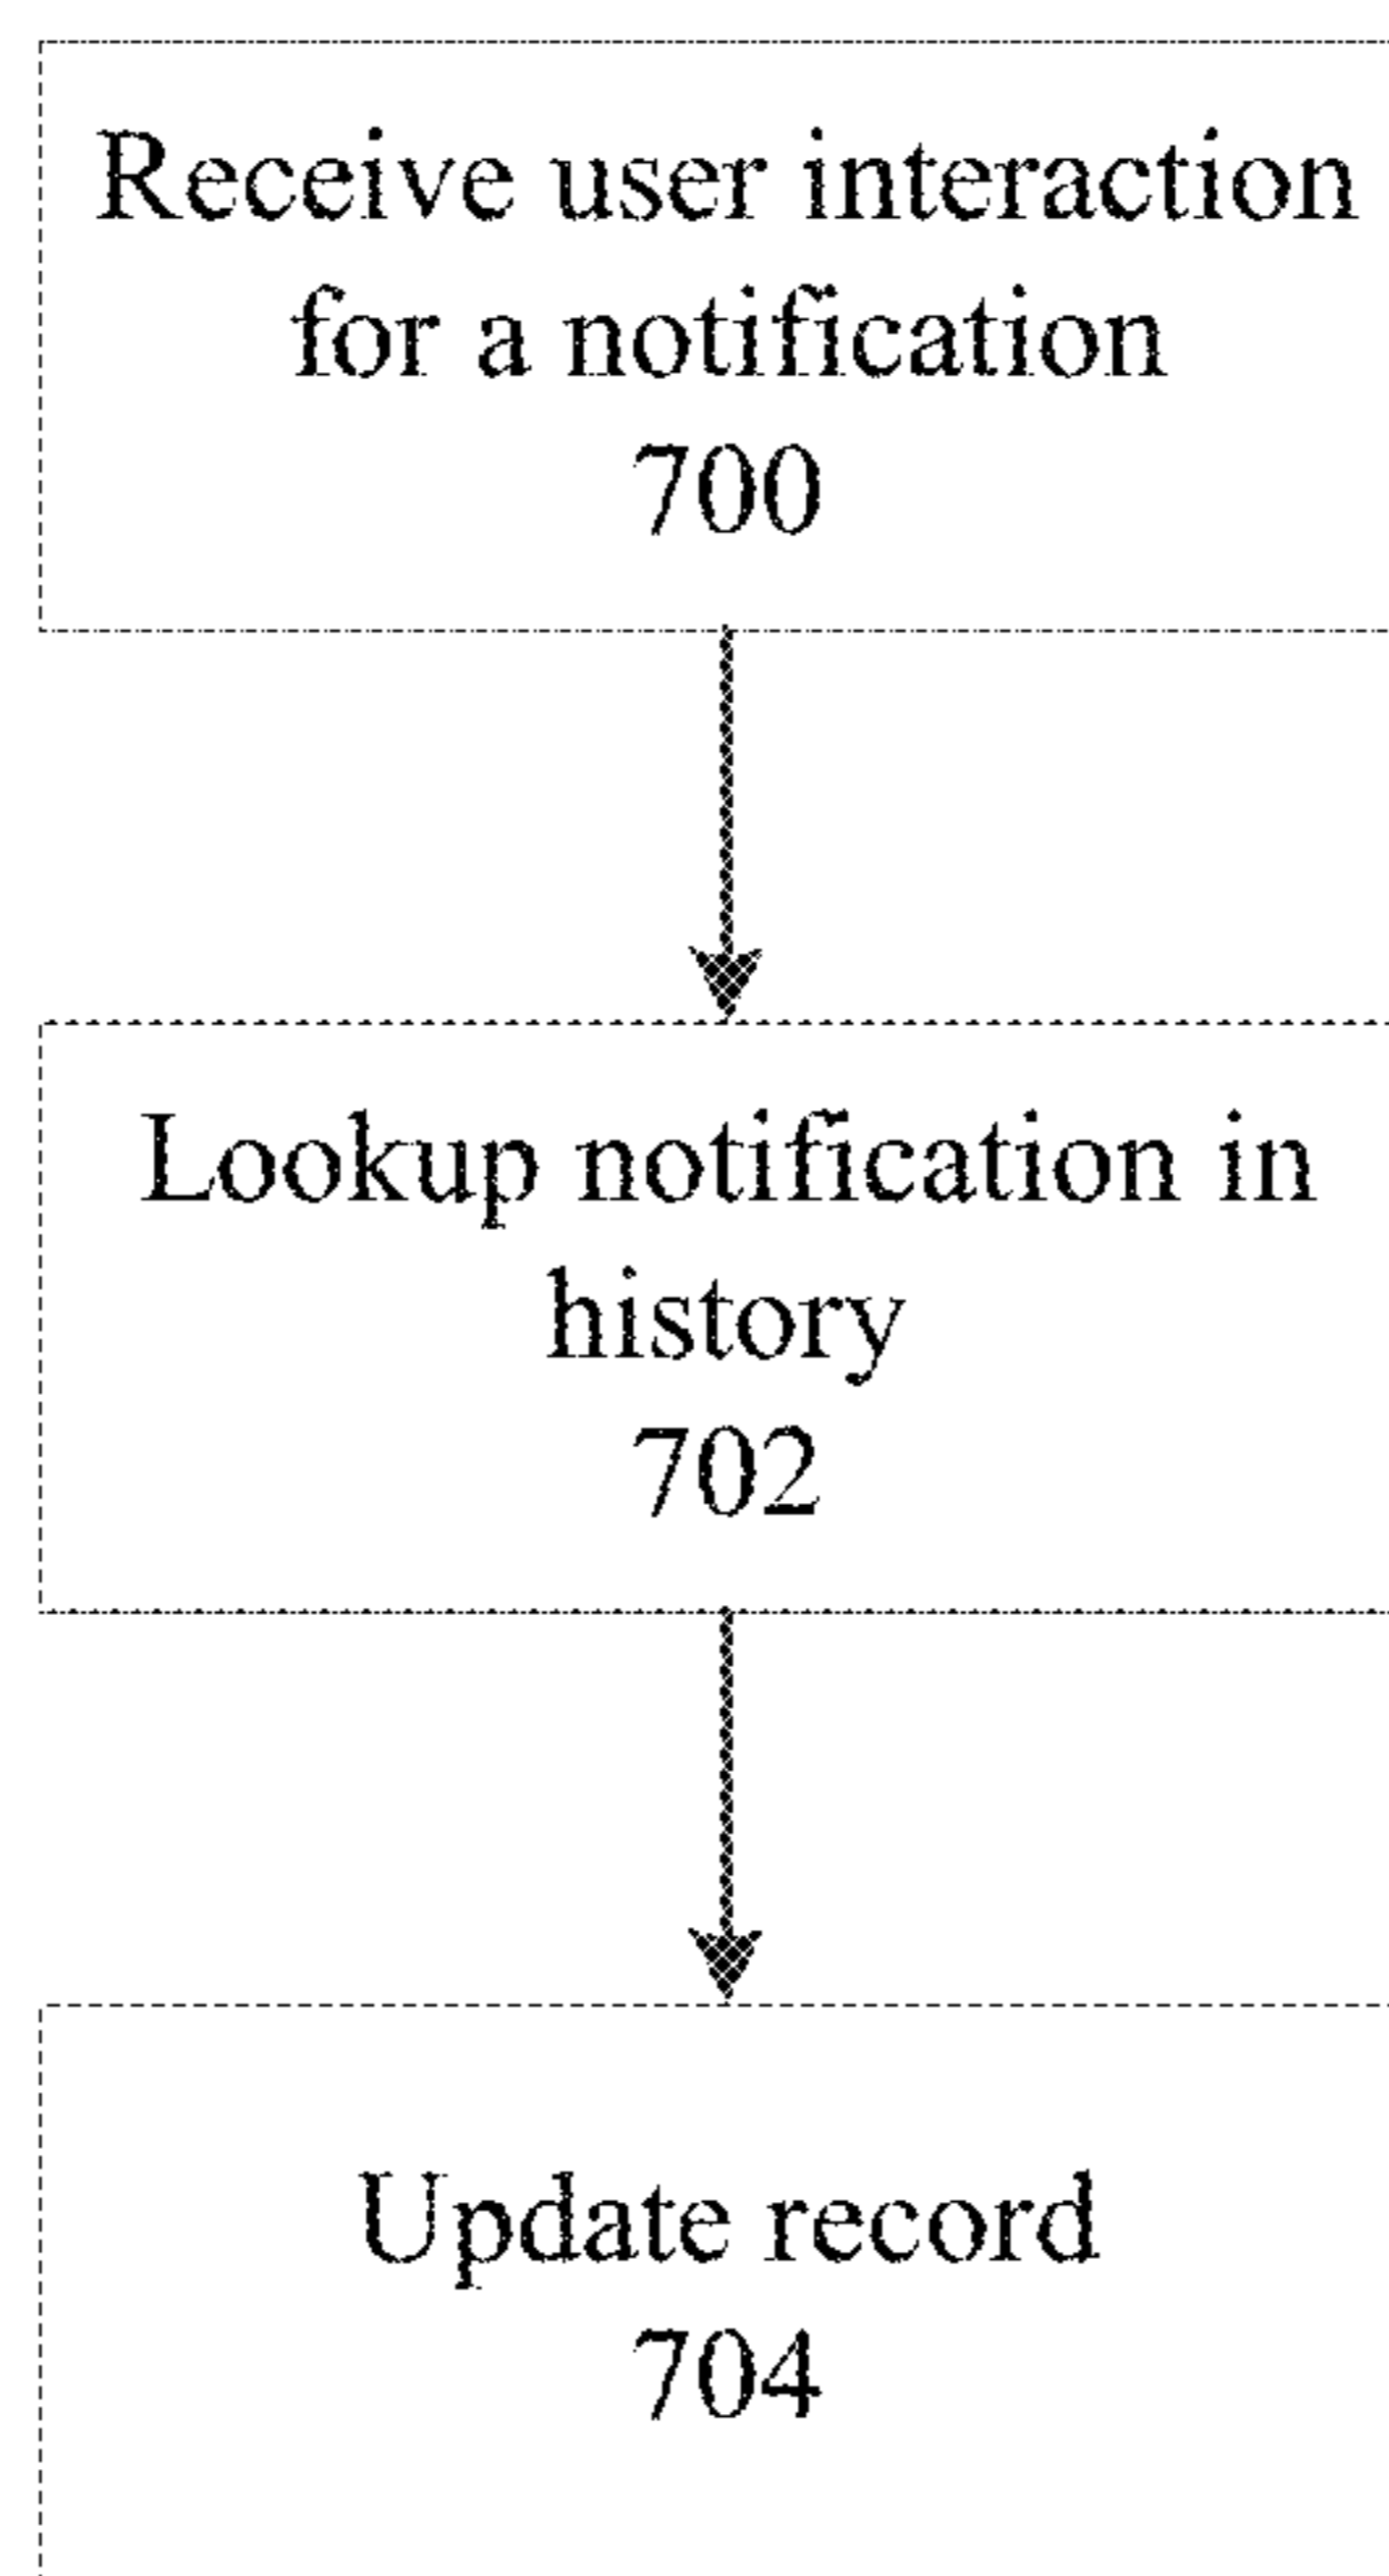 Receive user interaction
for a notification
700
Lookup notification in
history
702
Update record
704